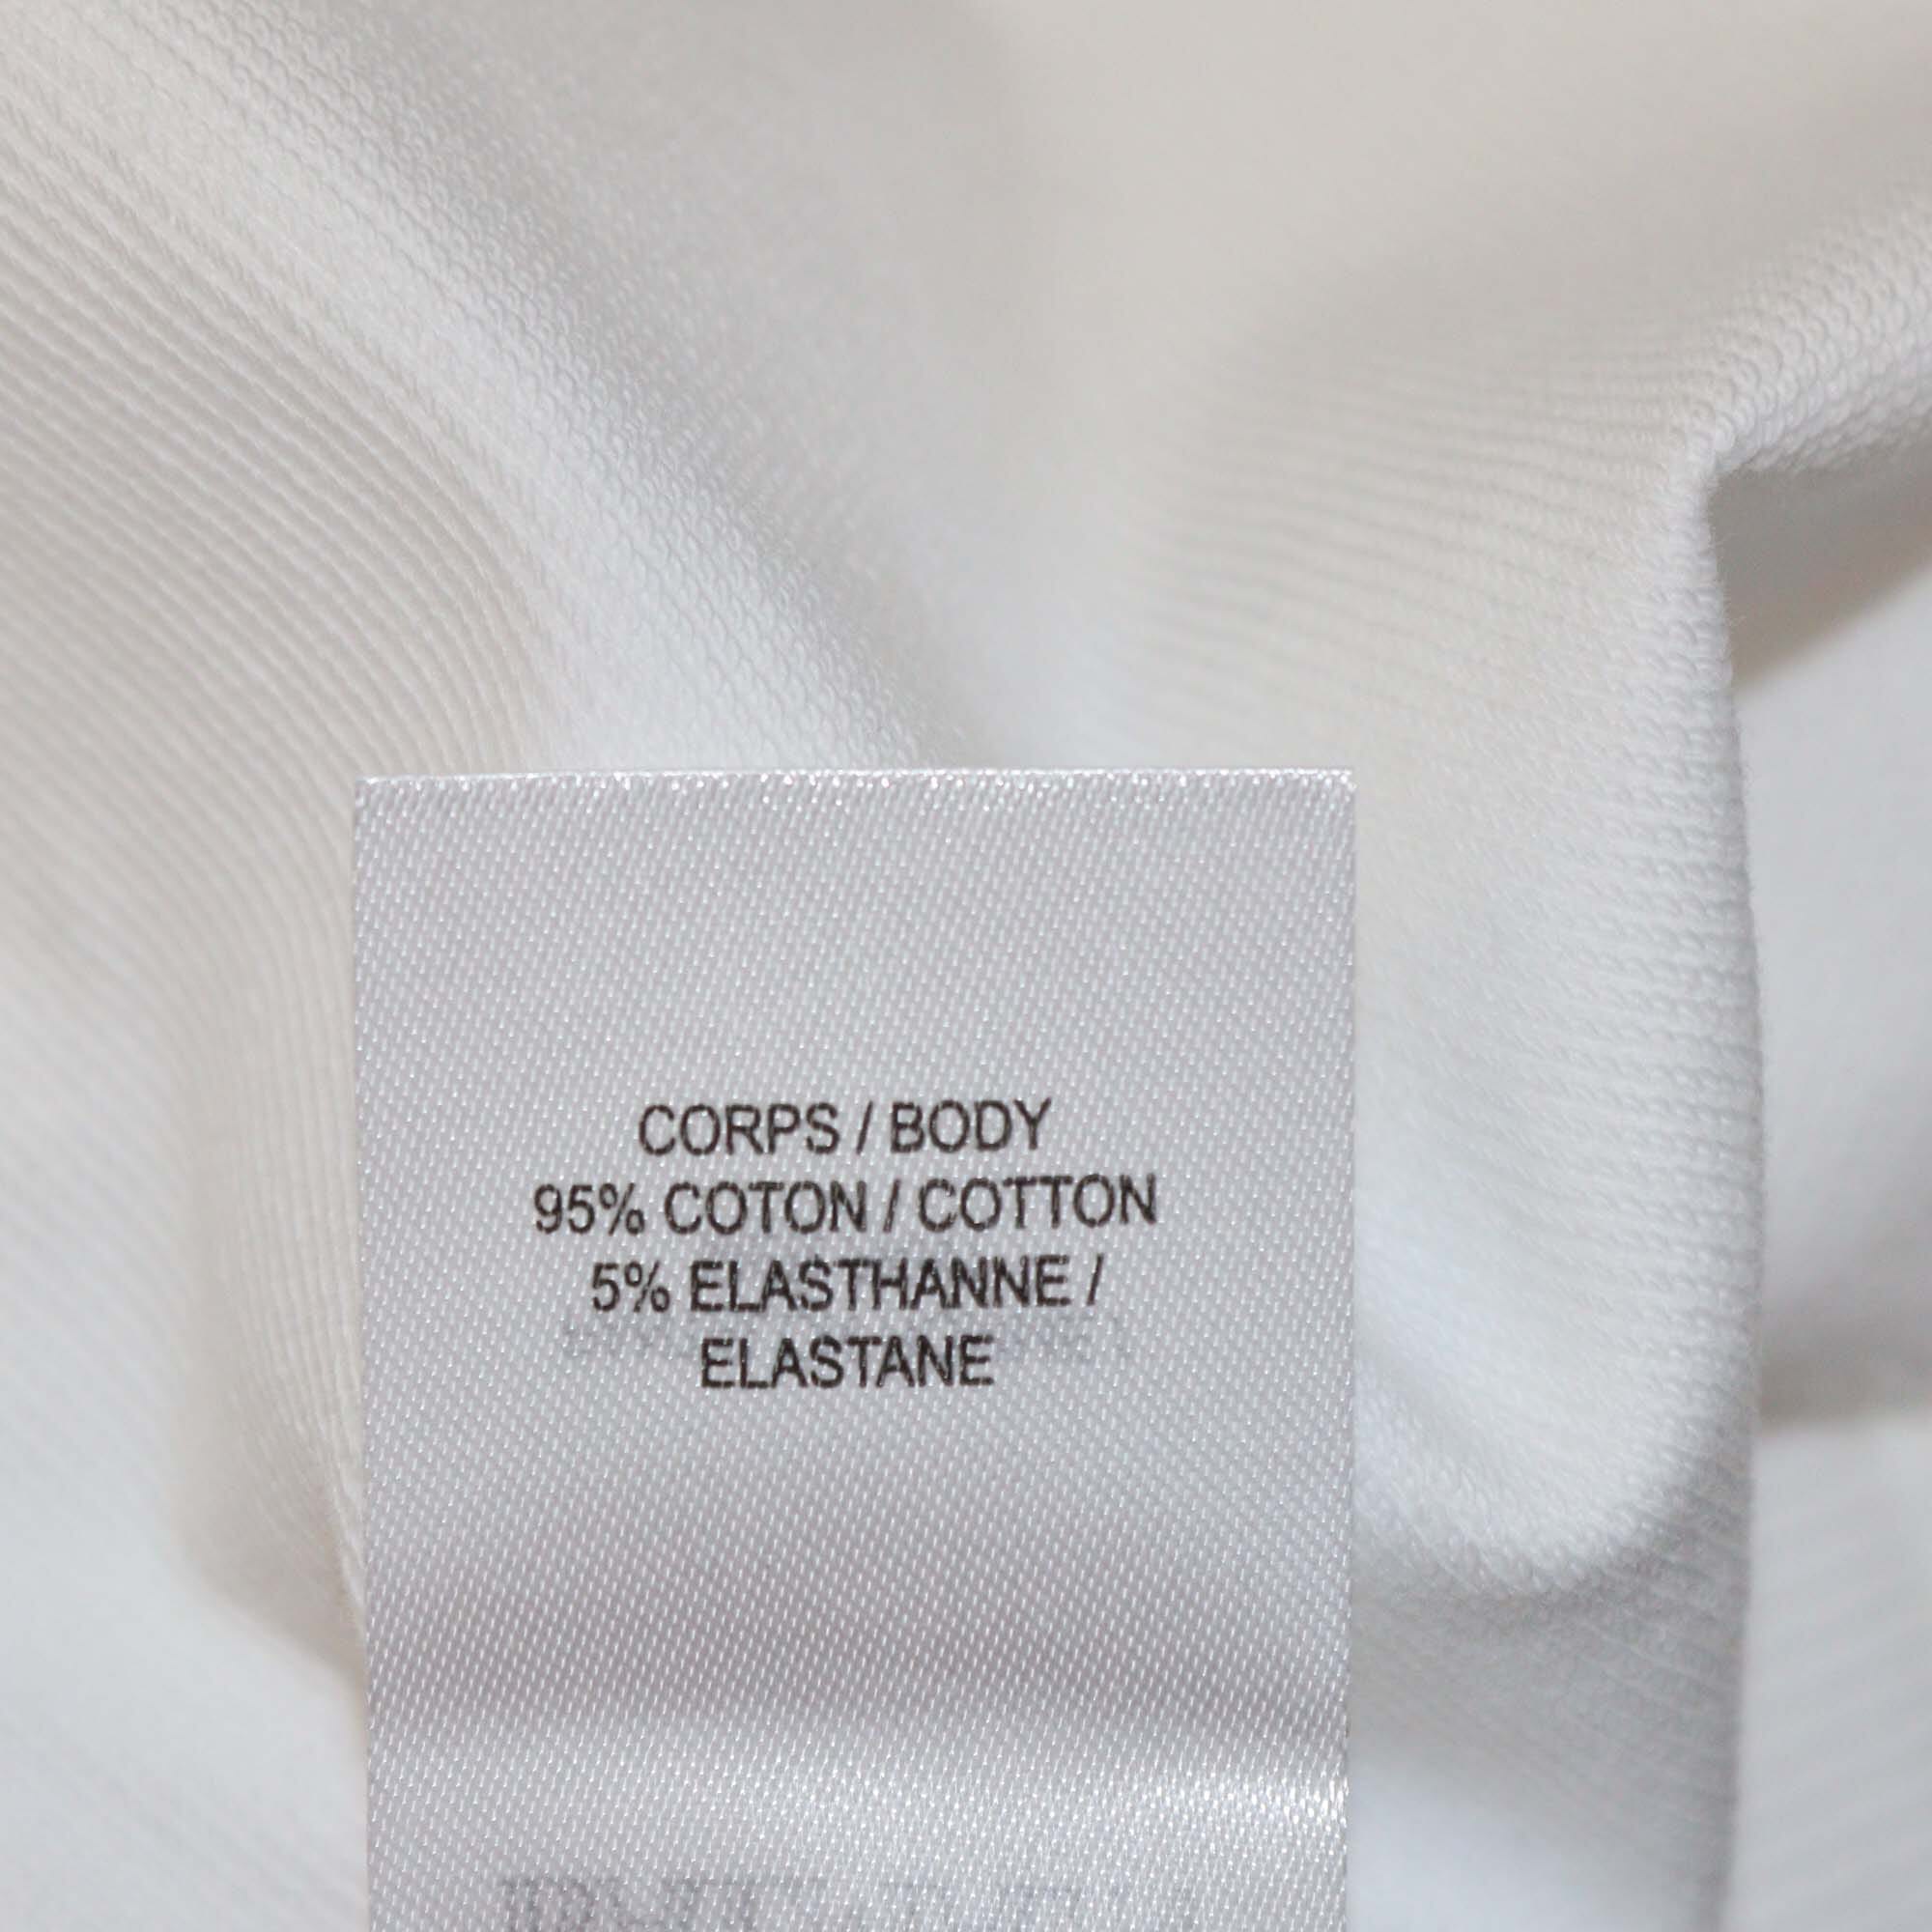 CORPS / BODY
95% COTON / COTTON
5% ELASTHANNE /
ELASTANE